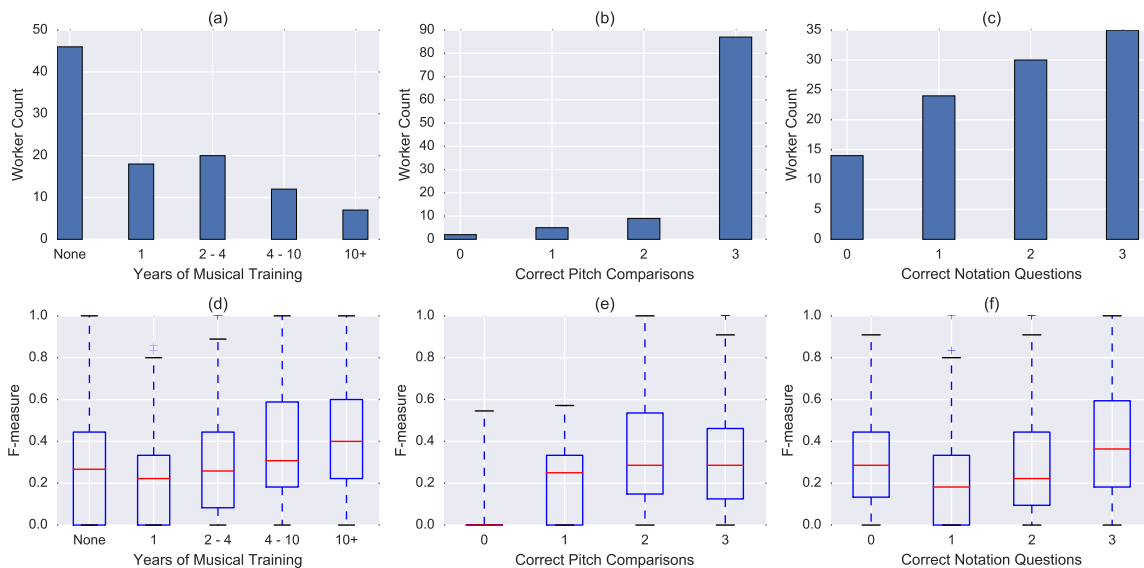 (a)
50
40
30
20
10
0
Worker Count
None 1 2 - 4 4 - 10 10+
Years of Musical Training
(b)
90
80
70
60
50
40
30
20
10
0
Worker Count
0 1 2 3
Correct Pitch Comparisons
(c)
35
30
25
20
15
10
5
0
Worker Count
0 1 2 3
Correct Notation Questions
(d)
1.0
0.8
0.6
0.4
0.2
0.0
F-measure
None 1 2 - 4 4 - 10 10+
Years of Musical Training
(e)
1.0
0.8
0.6
0.4
0.2
0.0
F-measure
0 1 2 3
Correct Pitch Comparisons
(f)
1.0
0.8
0.6
0.4
0.2
0.0
F-measure
0 1 2 3
Correct Notation Questions